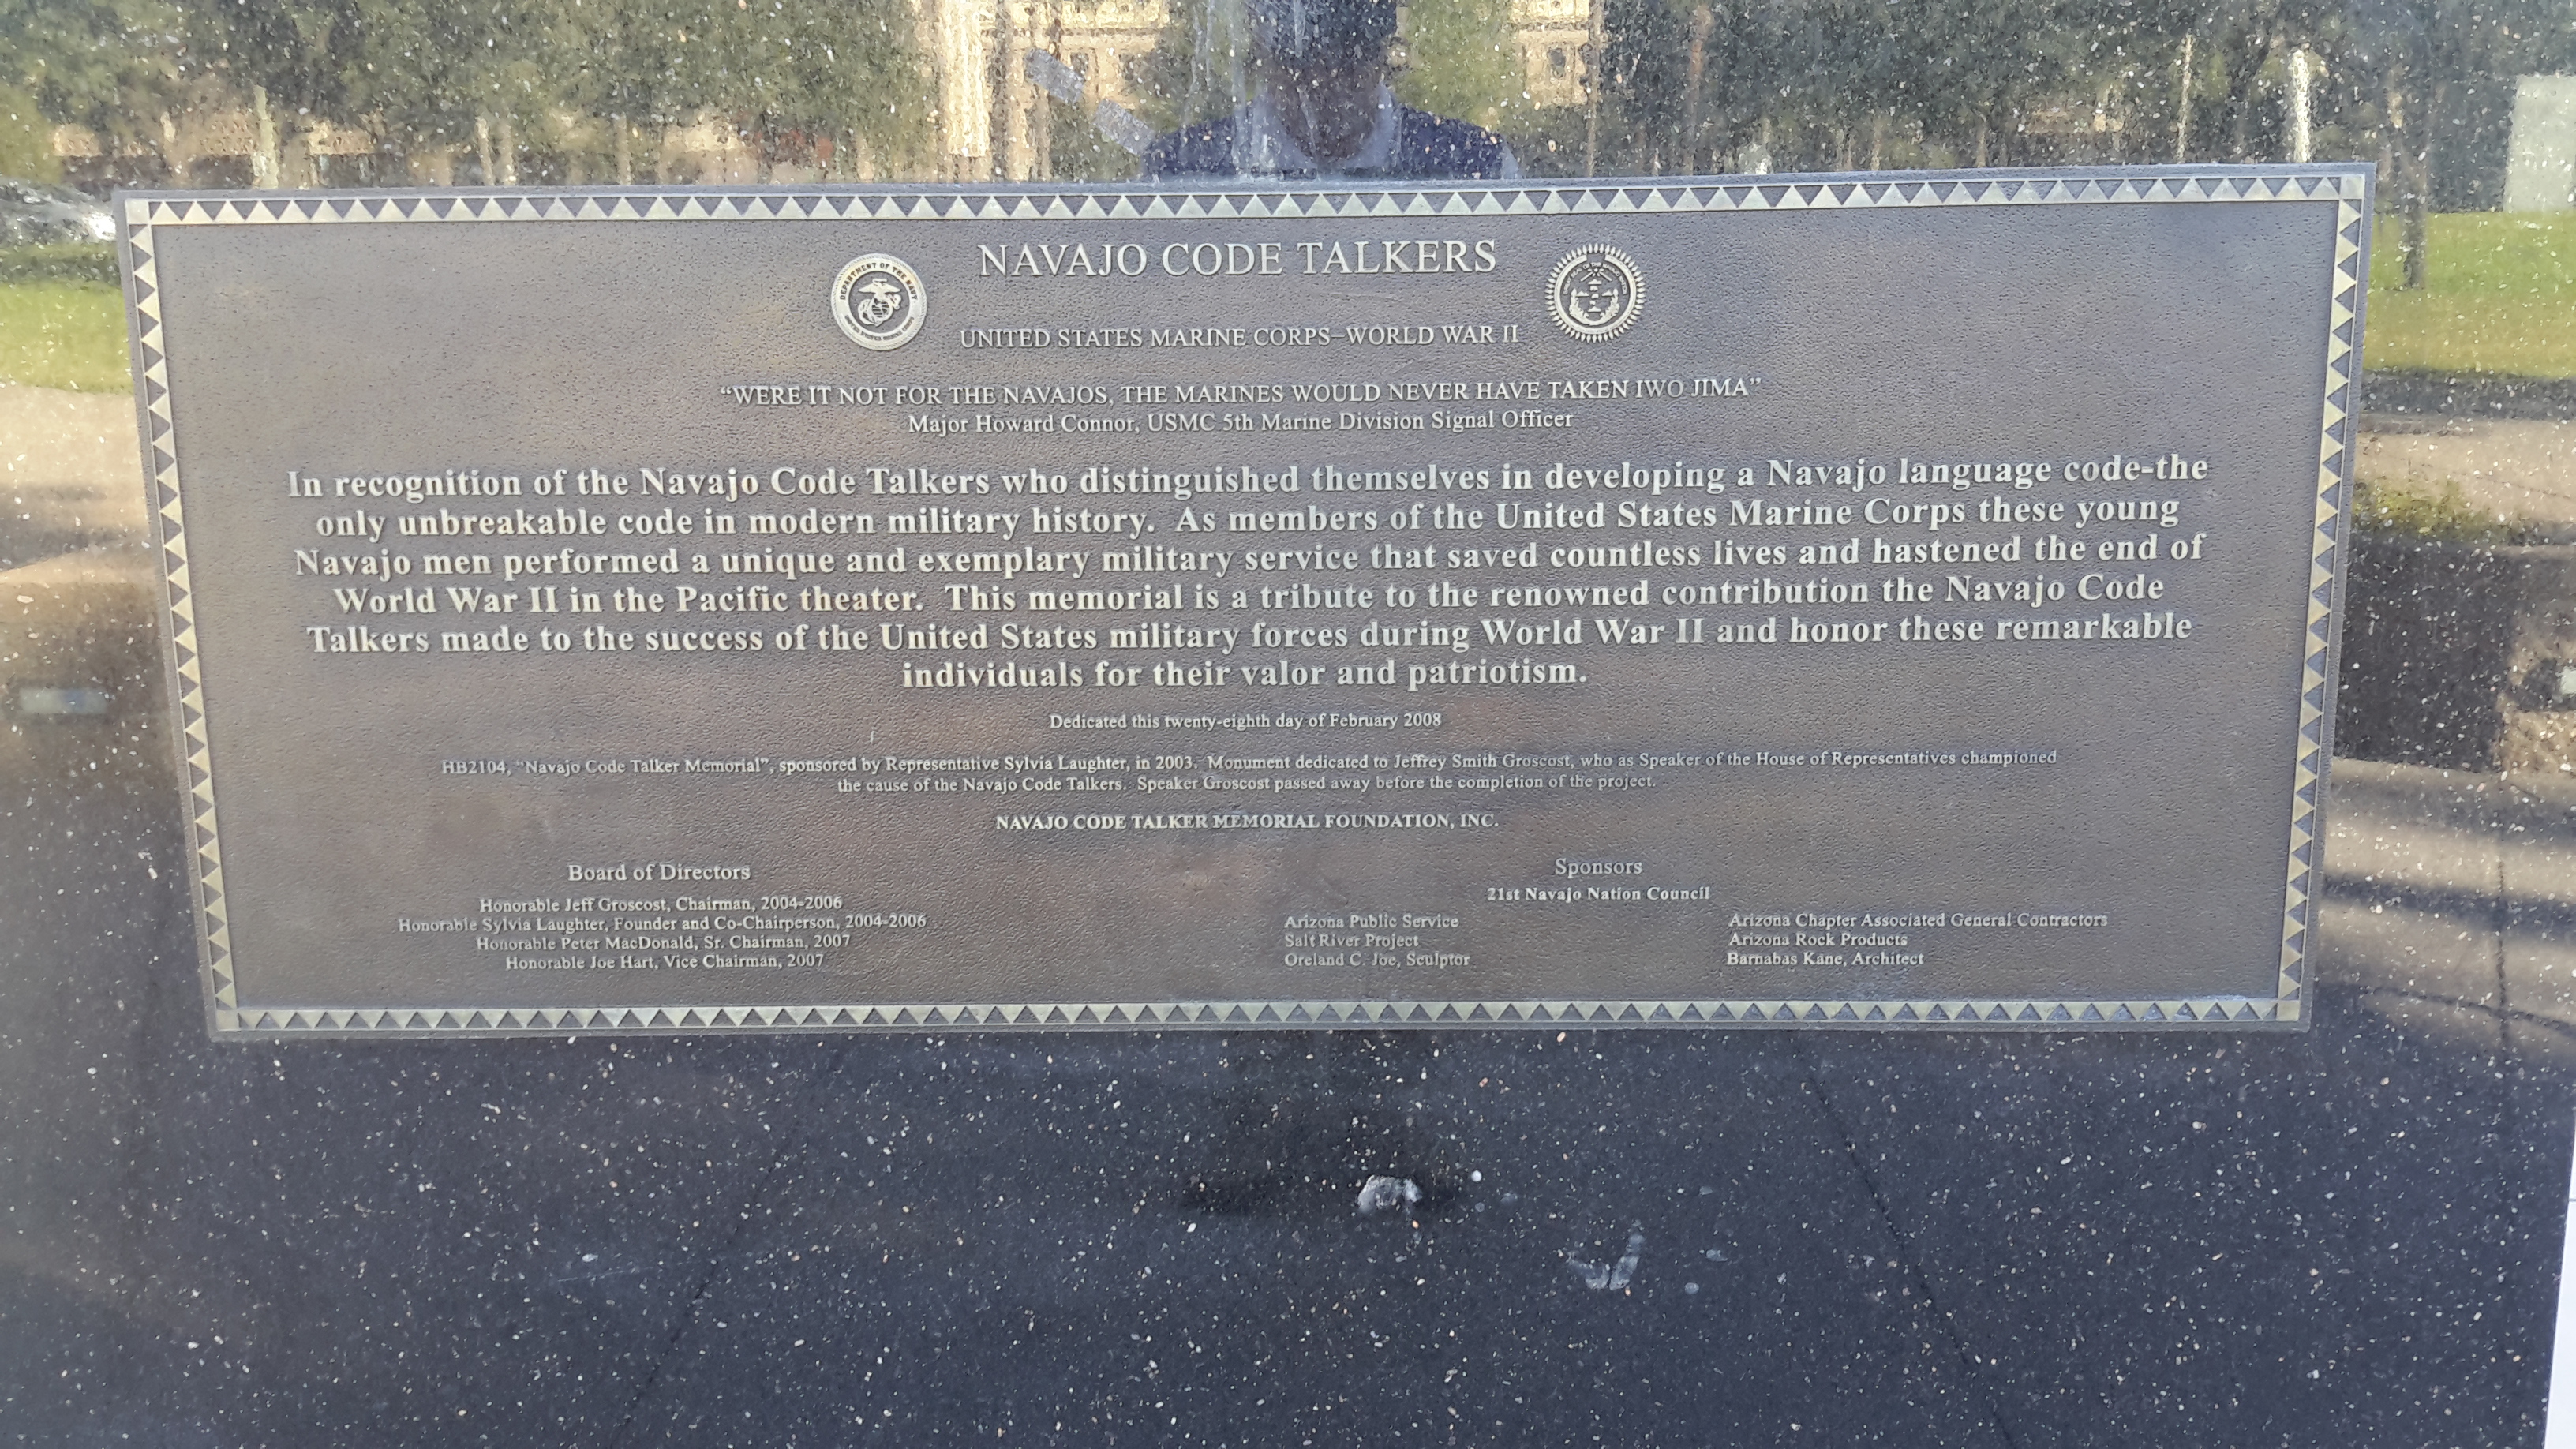 NAVAJO CODE TALKERS
DEPARTMENT OF THE NAVY
UNITED STATES MARINE CORPS
UNITED STATES MARINE CORPS–WORLD WAR II
“WERE IT NOT FOR THE NAVAJOS, THE MARINES WOULD NEVER HAVE TAKEN IWO JIMA”
Major Howard Connor, USMC 5th Marine Division Signal Officer
In recognition of the Navajo Code Talkers who distinguished themselves in developing a Navajo language code-the
only unbreakable code in modern military history. As members of the United States Marine Corps these young
Navajo men performed a unique and exemplary military service that saved countless lives and hastened the end of
World War II in the Pacific theater. This memorial is a tribute to the renowned contribution the Navajo Code
Talkers made to the success of the United States military forces during World War II and honor these remarkable
individuals for their valor and patriotism.
Dedicated this twenty-eighth day of February 2008
HB2104, “Navajo Code Talker Memorial”, sponsored by Representative Sylvia Laughter, in 2003. Monument dedicated to Jeffrey Smith Groscost, who as Speaker of the House of Representatives championed
the cause of the Navajo Code Talkers. Speaker Groscost passed away before the completion of the project.
NAVAJO CODE TALKER MEMORIAL FOUNDATION, INC.
Board of Directors
Honorable Jeff Groscost, Chairman, 2004-2006
Honorable Sylvia Laughter, Founder and Co-Chairperson, 2004-2006
Honorable Peter MacDonald, Sr. Chairman, 2007
Honorable Joe Hart, Vice Chairman, 2007
Sponsors
21st Navajo Nation Council
Arizona Public Service
Salt River Project
Oreland C. Joe, Sculptor
Arizona Chapter Associated General Contractors
Arizona Rock Products
Barnabas Kane, Architect